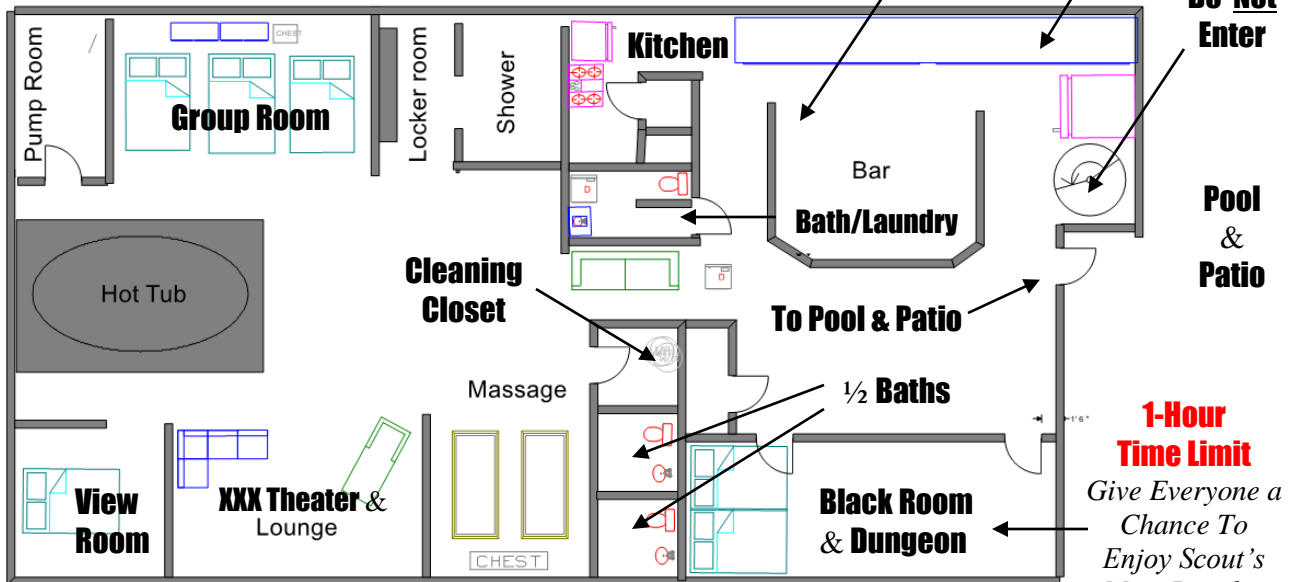 Do Not
Enter
Pump Room
CHEST
Group Room
Locker room
Shower
Kitchen
Bar
D
Bath/Laundry
Pool
&
Patio
Hot Tub
Cleaning
Closet
D
To Pool & Patio
Massage
½ Baths
1'6"
1-Hour
Time Limit
Give Everyone a
Chance To
Enjoy Scout's
View
Room
XXX Theater &
Lounge
CHEST
Black Room
& Dungeon